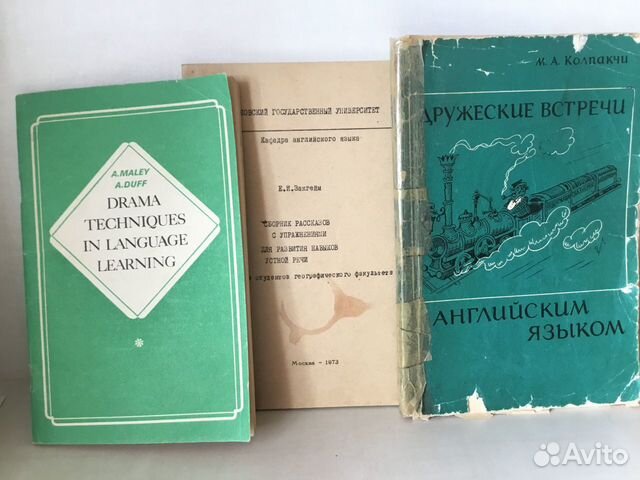 A. MALEY
A. DUFF
DRAMA
TECHNIQUES
IN LANGUAGE
LEARNING
*
КОВСКИЙ ГОСУДАРСТВЕННЫЙ УНИВЕРСИТЕТ
Кафедра английского языка
Е.И.Закгейм
СБОРНИК РАССКАЗОВ
С УПРАЖНЕНИЯМИ
ДЛЯ РАЗВИТИЯ НАВЫКОВ
УСТНОЙ РЕЧИ
студентов географического факультета
Москва - 1973
М. А. Колпакчи
ДРУЖЕСКИЕ ВСТРЕЧИ
АНГЛИЙСКИМ
ЯЗЫКОМ
Avito